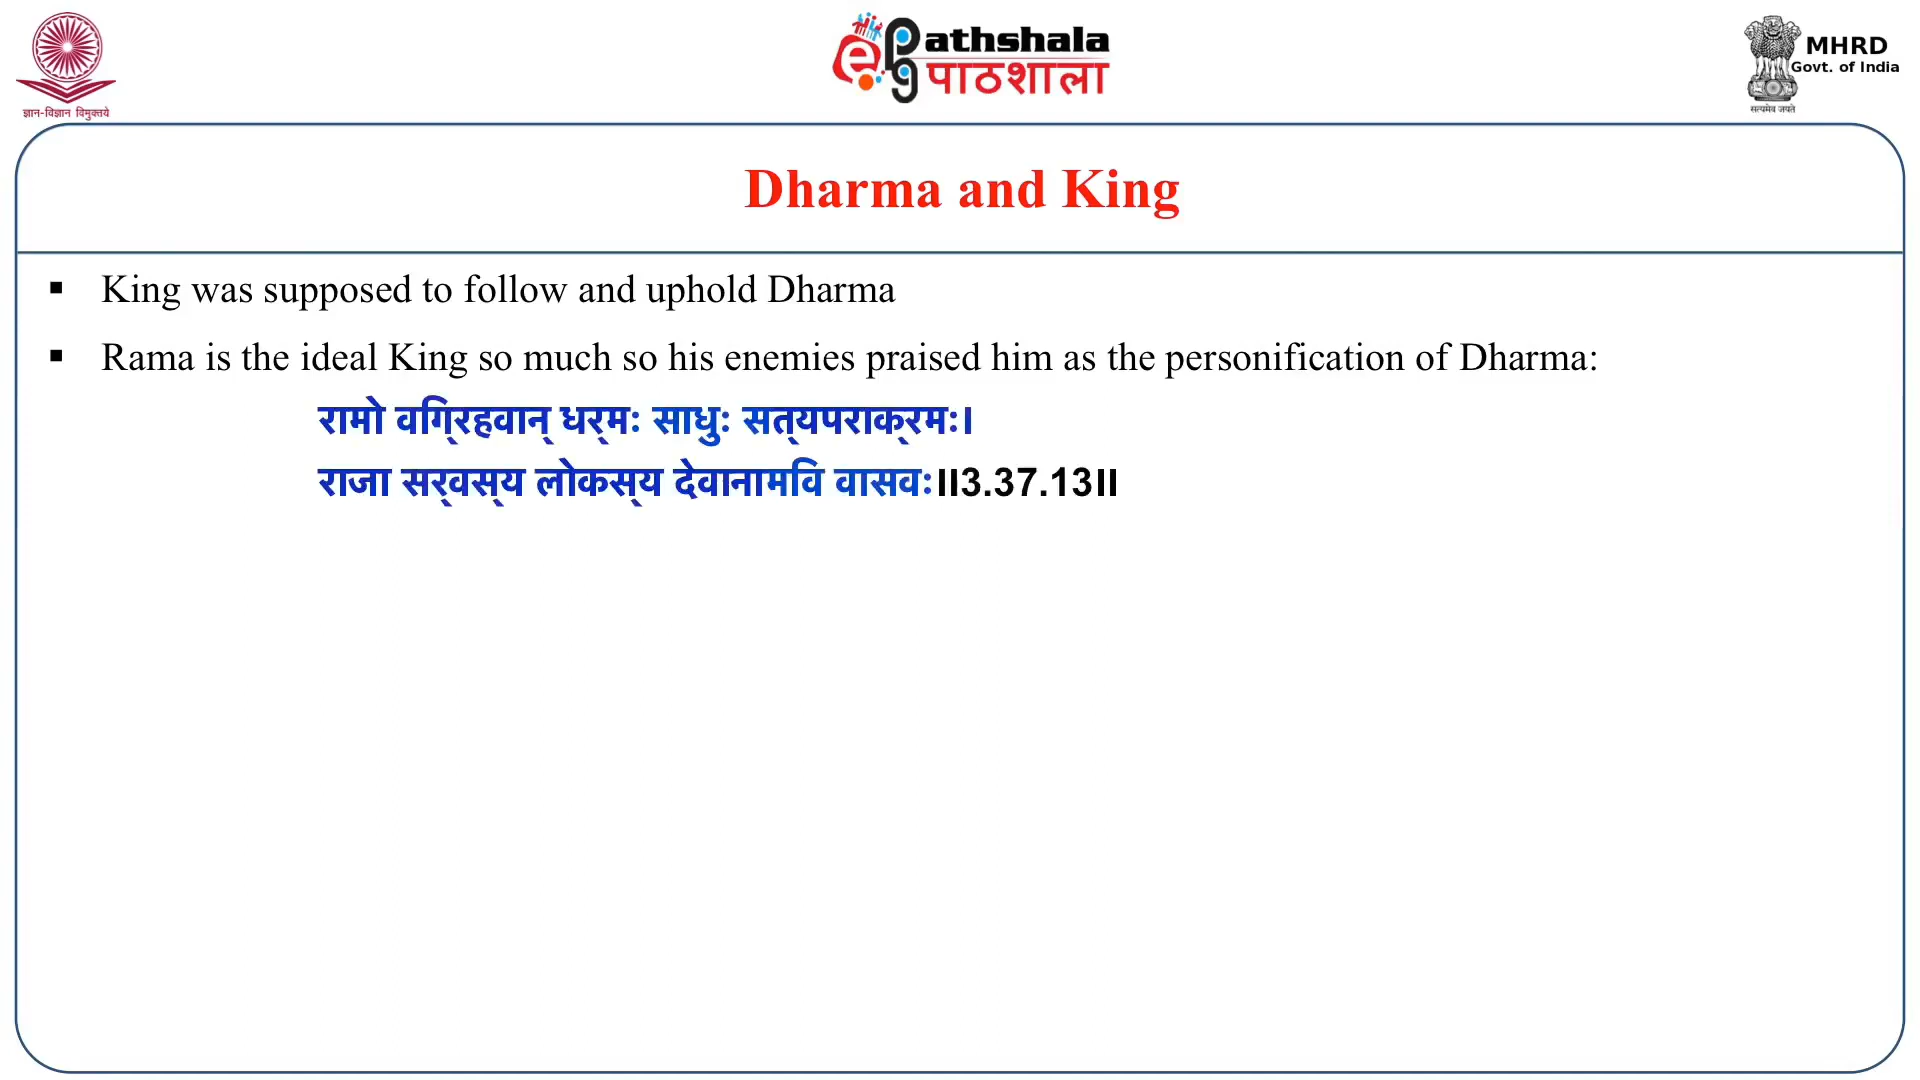 ज्ञान-विज्ञान विमुक्तये
ePathshala
पाठशाला
MHRD
Govt. of India
सत्यमेव जयते
Dharma and King
▪ King was supposed to follow and uphold Dharma
▪ Rama is the ideal King so much so his enemies praised him as the personification of Dharma:
रामो विग्रहवान् धर्मः साधुः सत्यपराक्रमः।
राजा सर्वस्य लोकस्य देवानामवि वासवः॥3.37.13॥